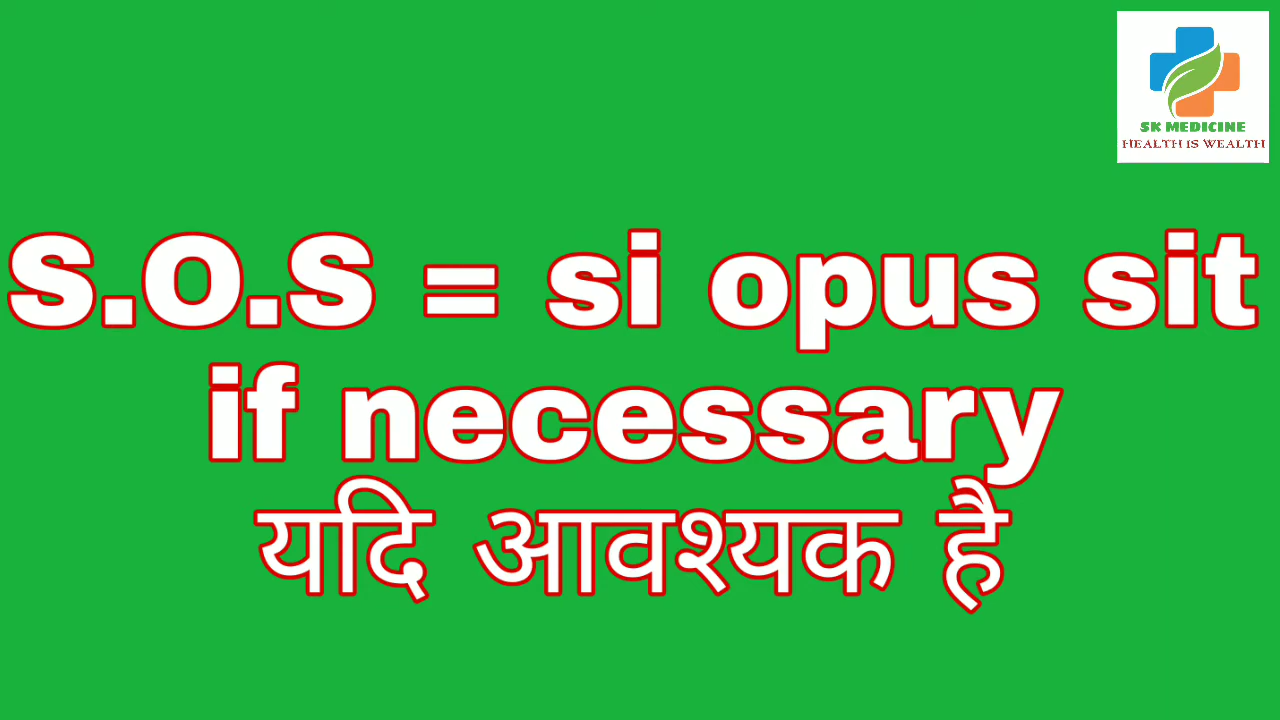 SK MEDICINE
HEALTH IS WEALTH
S.O.S = si opus sit
if necessary
यदि आवश्यक है